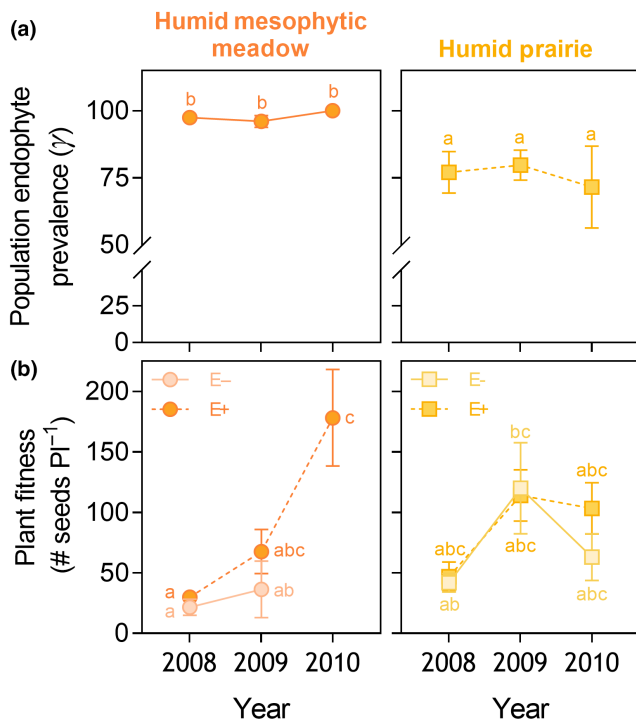 (a)
Humid mesophytic
meadow
Humid prairie
Population endophyte
prevalence (γ)
100
75
50
25
0
b
b
b
a
a
a
(b)
Plant fitness
(# seeds Pl⁻¹)
200
150
100
50
0
E–
E+
a
a
abc
ab
c
E-
E+
abc
ab
bc
abc
abc
abc
2008
2009
2010
2008
2009
2010
Year
Year